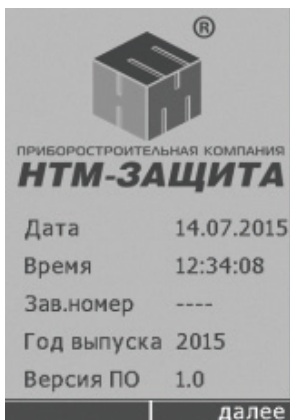 ®
ПРИБОРОСТРОИТЕЛЬНАЯ КОМПАНИЯ
НТМ-ЗАЩИТА
Дата 14.07.2015
Время 12:34:08
Зав.номер ----
Год выпуска 2015
Версия ПО 1.0
далее